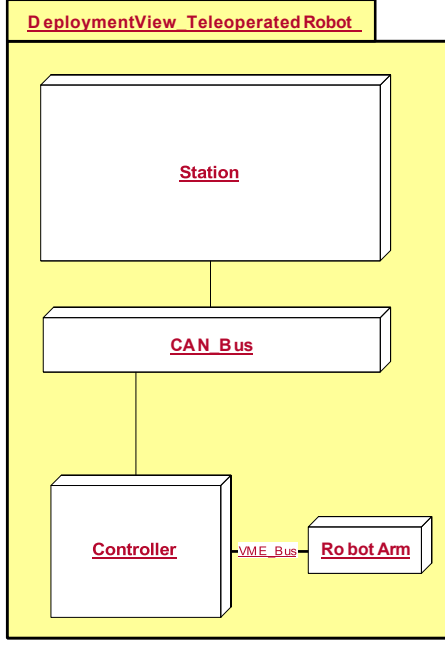 DeploymentView_Teleoperated Robot
Station
CAN_Bus
Controller
VME_Bus
Robot Arm